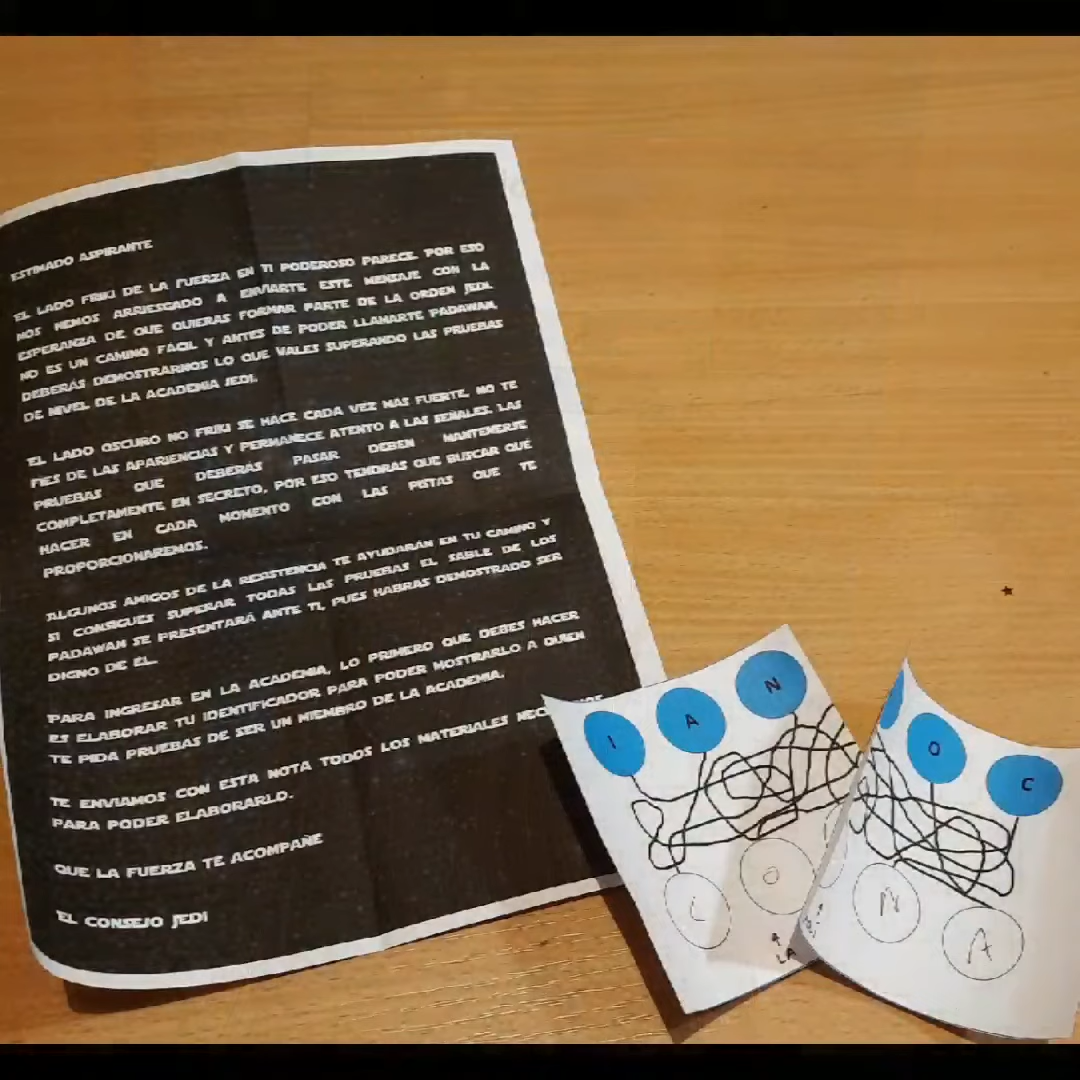 ESTIMADO ASPIRANTE
EL LADO FRIKI DE LA FUERZA EN TI PODEROSO PARECE. POR ESO
NOS HEMOS ARRIESGADO A ENVIARTE ESTE MENSAJE CON LA
ESPERANZA DE QUE QUIERAS FORMAR PARTE DE LA ORDEN JEDI.
NO ES UN CAMINO FÁCIL Y ANTES DE PODER LLAMARTE PADAWAN,
DEBERÁS DEMOSTRARNOS LO QUE VALES SUPERANDO LAS PRUEBAS
DE NIVEL DE LA ACADEMIA JEDI.
EL LADO OSCURO NO FRIKI SE HACE CADA VEZ MAS FUERTE, NO TE
FIES DE LAS APARIENCIAS Y PERMANECE ATENTO A LAS SEÑALES. LAS
PRUEBAS QUE DEBERÁS PASAR DEBEN MANTENERSE
COMPLETAMENTE EN SECRETO, POR ESO TENDRAS QUE BUSCAR QUE
HACER EN CADA MOMENTO CON LAS PISTAS QUE TE
PROPORCIONAREMOS.
ALGUNOS AMIGOS DE LA RESISTENCIA TE AYUDARÁN EN TU CAMINO Y
SI CONSIGUES SUPERAR TODAS LAS PRUEBAS EL SABLE DE LOS
PADAWAN SE PRESENTARÁ ANTE TI, PUES HABRÁS DEMOSTRADO SER
DIGNO DE ÉL.
PARA INGRESAR EN LA ACADEMIA, LO PRIMERO QUE DEBES HACER
ES ELABORAR TU IDENTIFICADOR PARA PODER MOSTRARLO A QUIEN
TE PIDA PRUEBAS DE SER UN MIEMBRO DE LA ACADEMIA.
TE ENVIAMOS CON ESTA NOTA TODOS LOS MATERIALES
PARA PODER ELABORARLO.
QUE LA FUERZA TE ACOMPAÑE
EL CONSEJO JEDI
I A N O C
L O N A
LA